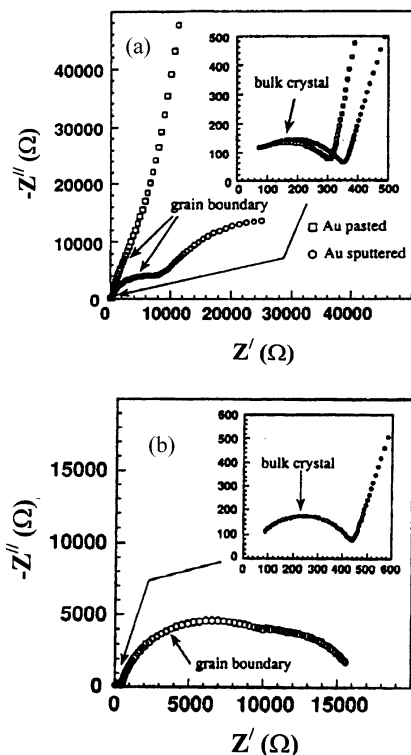 (a)
-Z'' (Ω)
40000
30000
20000
10000
0
500
400
300
200
100
0
bulk crystal
0 100 200 300 400 500
grain boundary
□ Au pasted
○ Au sputtered
0 10000 20000 30000 40000
Z' (Ω)
(b)
-Z'' (Ω)
15000
10000
5000
0
600
500
400
300
200
100
0
bulk crystal
0 100 200 300 400 500 600
grain boundary
0 5000 10000 15000
Z' (Ω)